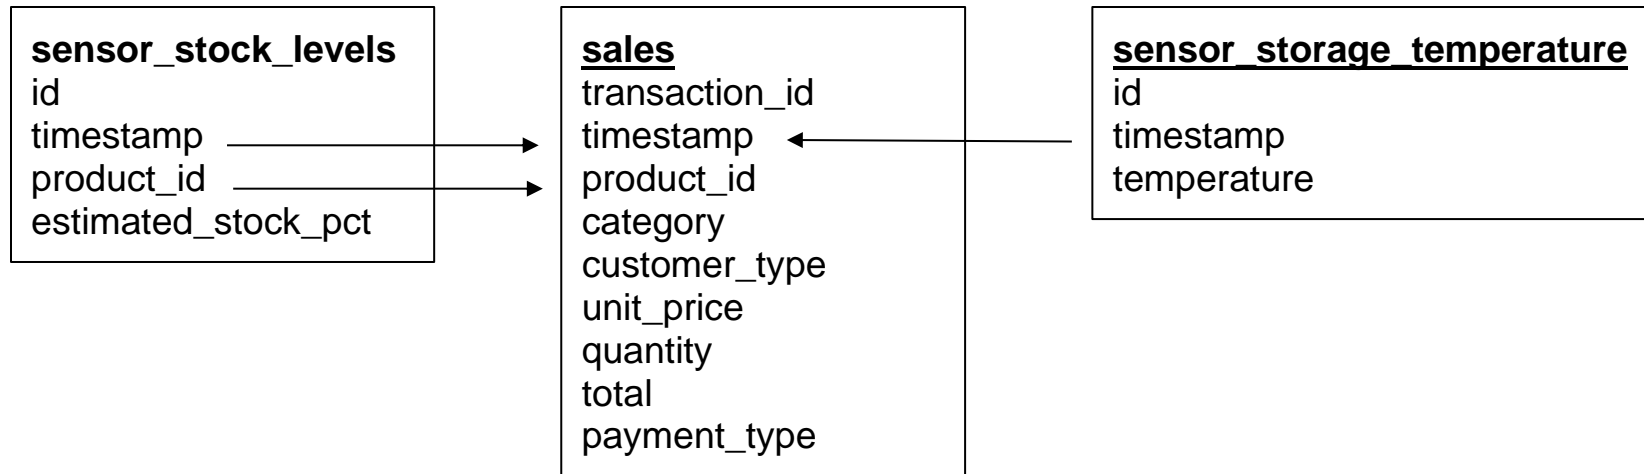 sensor_stock_levels
id
timestamp
product_id
estimated_stock_pct
sales
transaction_id
timestamp
product_id
category
customer_type
unit_price
quantity
total
payment_type
sensor_storage_temperature
id
timestamp
temperature